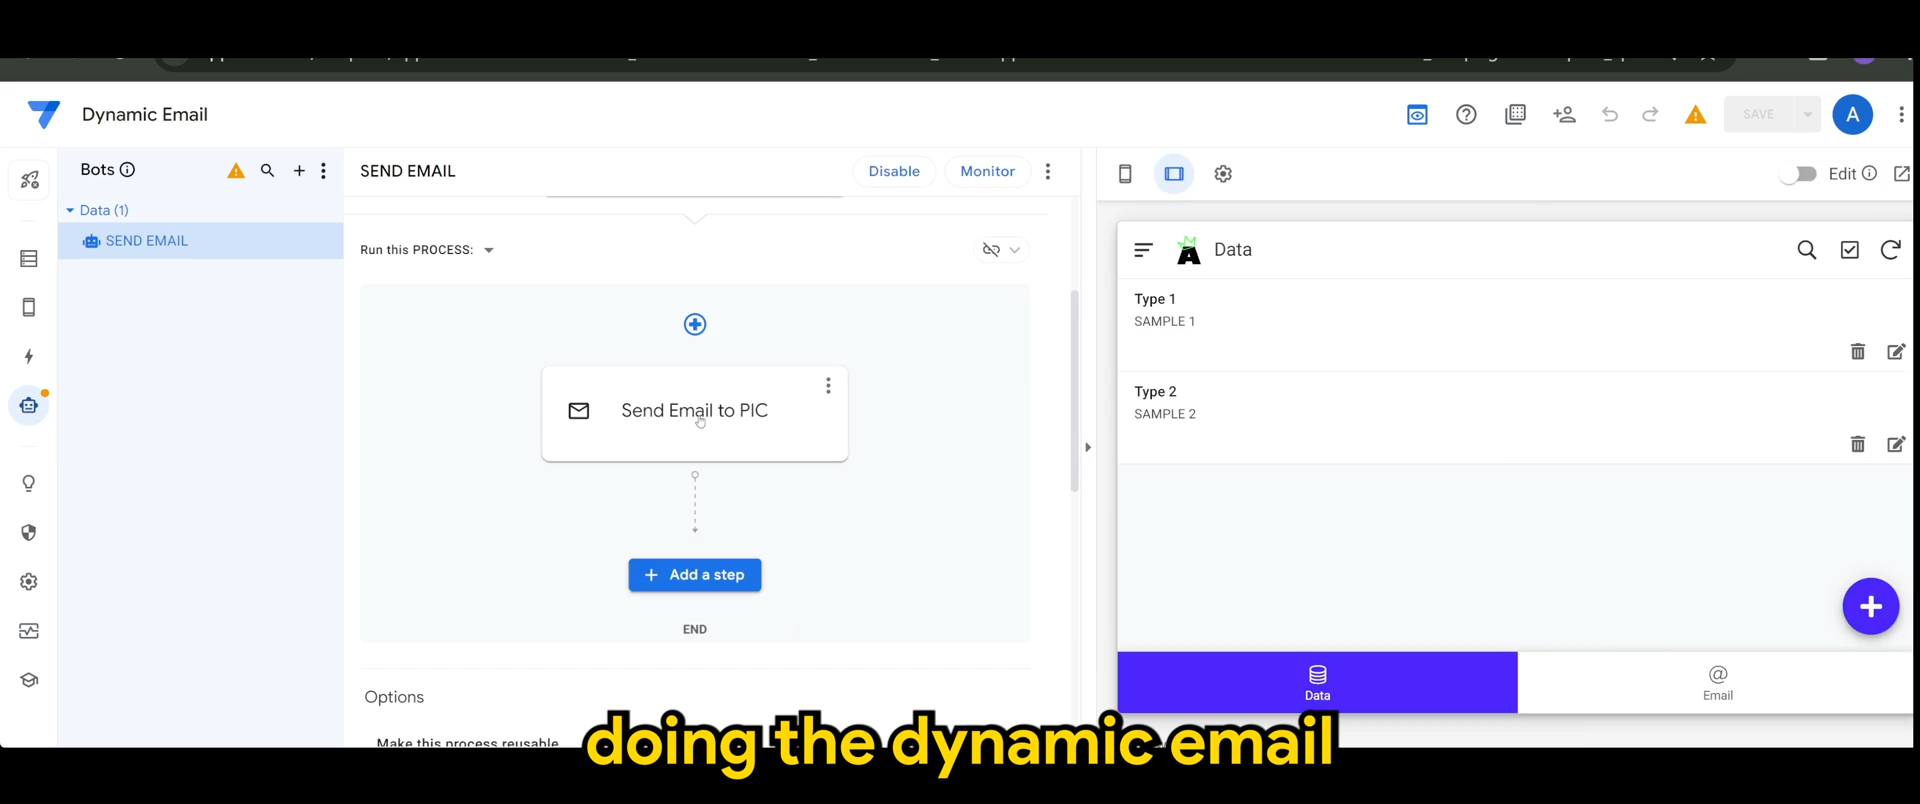 Dynamic Email
SAVE
A
Bots
SEND EMAIL
Disable
Monitor
Edit
Data (1)
SEND EMAIL
Run this PROCESS:
Data
Type 1
SAMPLE 1
Send Email to PIC
Type 2
SAMPLE 2
Add a step
END
Options
Make this process reusable
Data
Email
doing the dynamic email